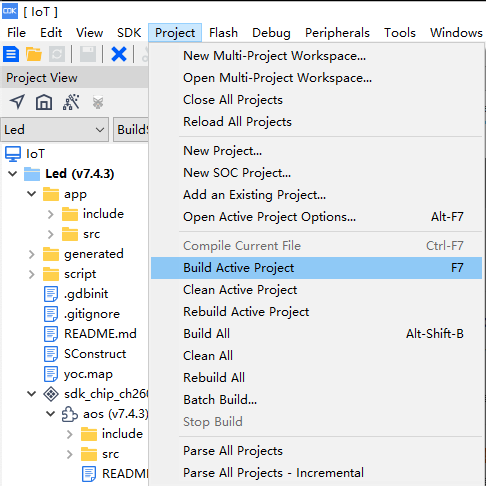 CDK [ IoT ]
File Edit View SDK Project Flash Debug Peripherals Tools Windows
New Multi-Project Workspace...
Project View
Open Multi-Project Workspace...
Close All Projects
Reload All Projects
Led
New Project...
IoT
New SOC Project...
Led (v7.4.3)
Add an Existing Project...
app
Open Active Project Options... Alt-F7
include
src
Compile Current File Ctrl-F7
generated
Build Active Project F7
script
Clean Active Project
.gdbinit
Rebuild Active Project
.gitignore
README.md
Build All Alt-Shift-B
SConstruct
Clean All
yoc.map
Rebuild All
Batch Build...
Stop Build
aos (v7.4.3)
include
Parse All Projects
src
Parse All Projects - Incremental